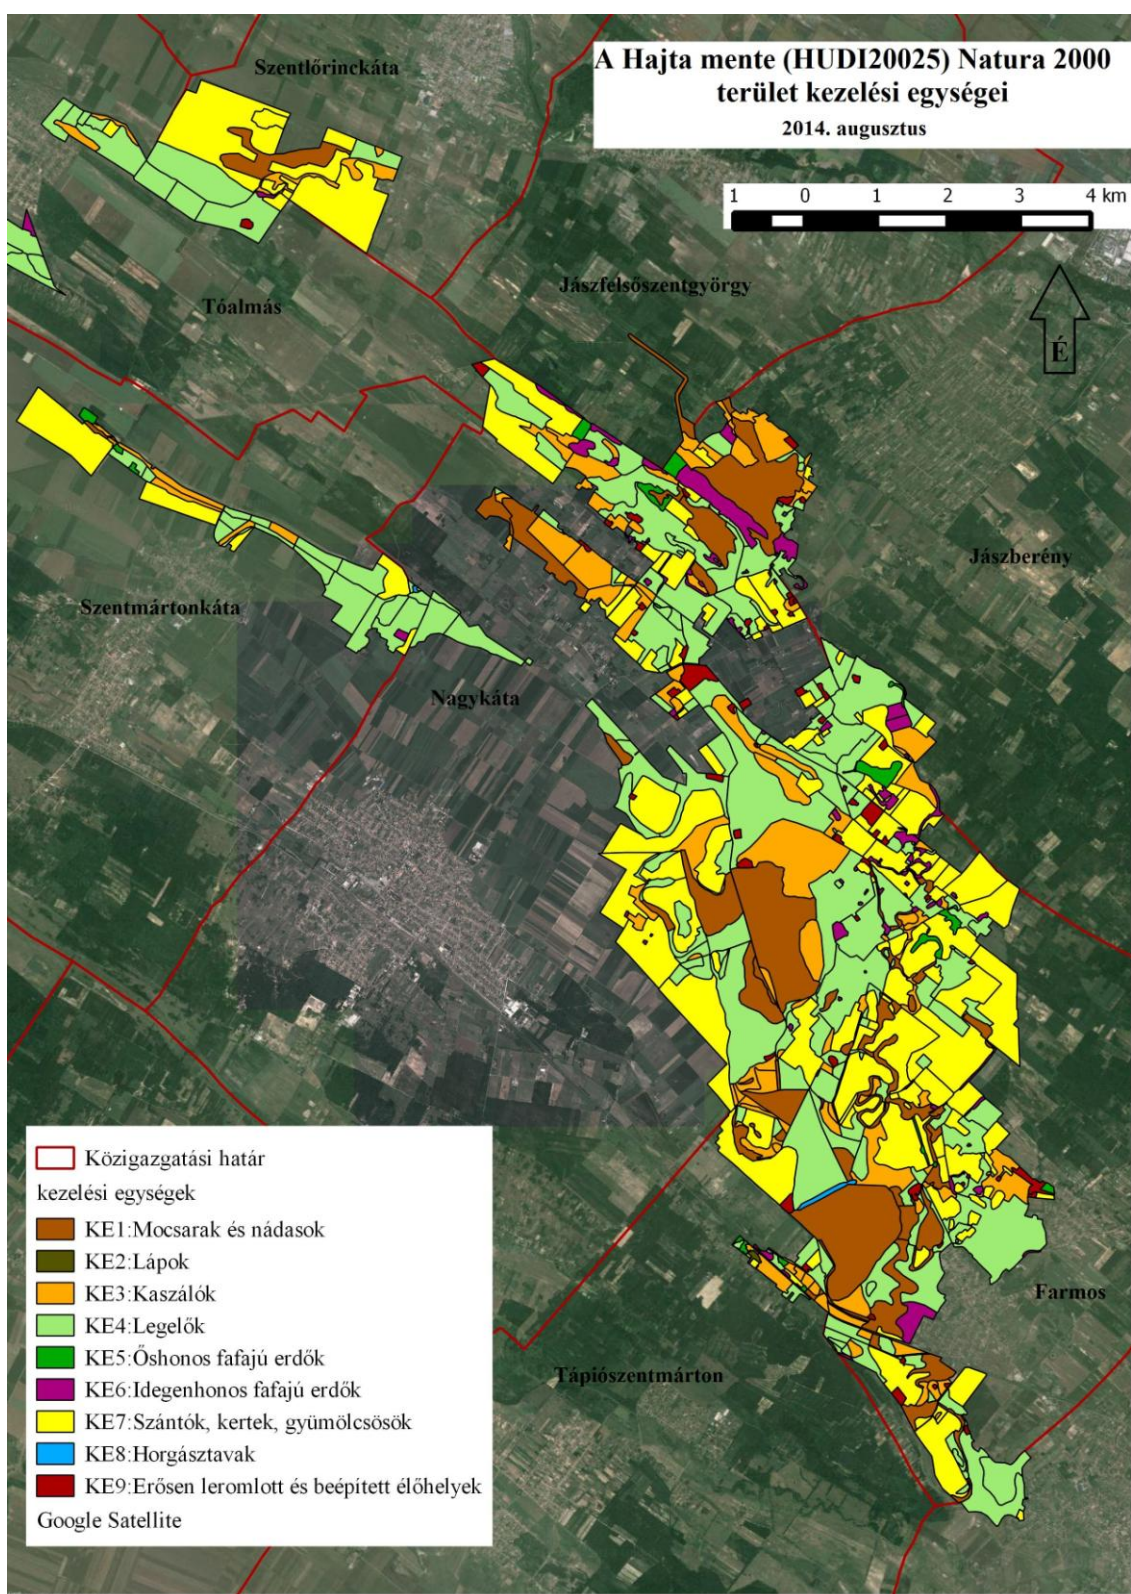 A Hajta mente (HUDI20025) Natura 2000
terület kezelési egységei
2014. augusztus
1 0 1 2 3 4 km
É
Szentlőrinckáta
Jászfelsőszentgyörgy
Tóalmás
Jászberény
Szentmártonkáta
Nagykáta
Farmos
Tápiószentmárton
Közigazgatási határ
kezelési egységek
KE1:Mocsarak és nádasok
KE2:Lápok
KE3:Kaszálók
KE4:Legelők
KE5:Őshonos fafajú erdők
KE6:Idegenhonos fafajú erdők
KE7:Szántók, kertek, gyümölcsösök
KE8:Horgásztavak
KE9:Erősen leromlott és beépített élőhelyek
Google Satellite